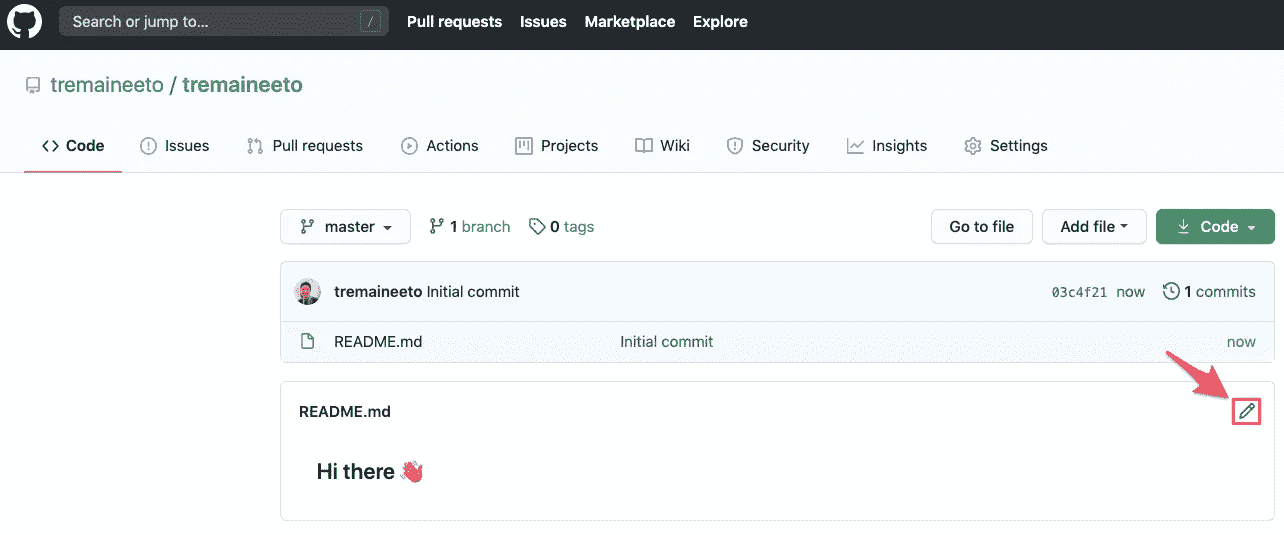 Search or jump to... / Pull requests Issues Marketplace Explore
tremaineeto / tremaineeto
Code Issues Pull requests Actions Projects Wiki Security Insights Settings
master 1 branch 0 tags Go to file Add file Code
tremaineeto Initial commit 03c4f21 now 1 commits
README.md Initial commit now
README.md
Hi there 👋